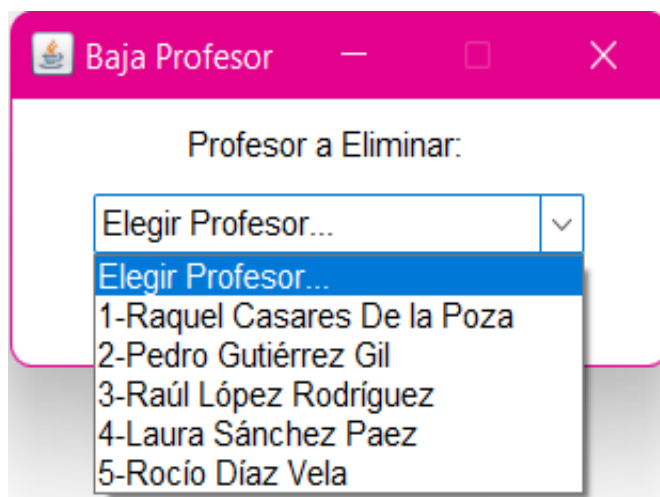 Baja Profesor
Profesor a Eliminar:
Elegir Profesor...
Elegir Profesor...
1-Raquel Casares De la Poza
2-Pedro Gutiérrez Gil
3-Raúl López Rodríguez
4-Laura Sánchez Paez
5-Rocío Díaz Vela